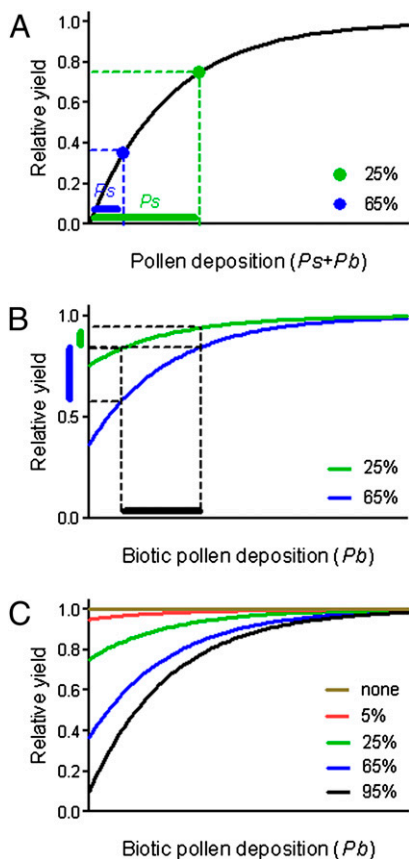 A
Relative yield
1.0
0.8
0.6
0.4
0.2
0.0
Ps
Ps
25%
65%
Pollen deposition (Ps+Pb)
B
Relative yield
1.0
0.5
0.0
25%
65%
Biotic pollen deposition (Pb)
C
Relative yield
1.0
0.8
0.6
0.4
0.2
0.0
none
5%
25%
65%
95%
Biotic pollen deposition (Pb)